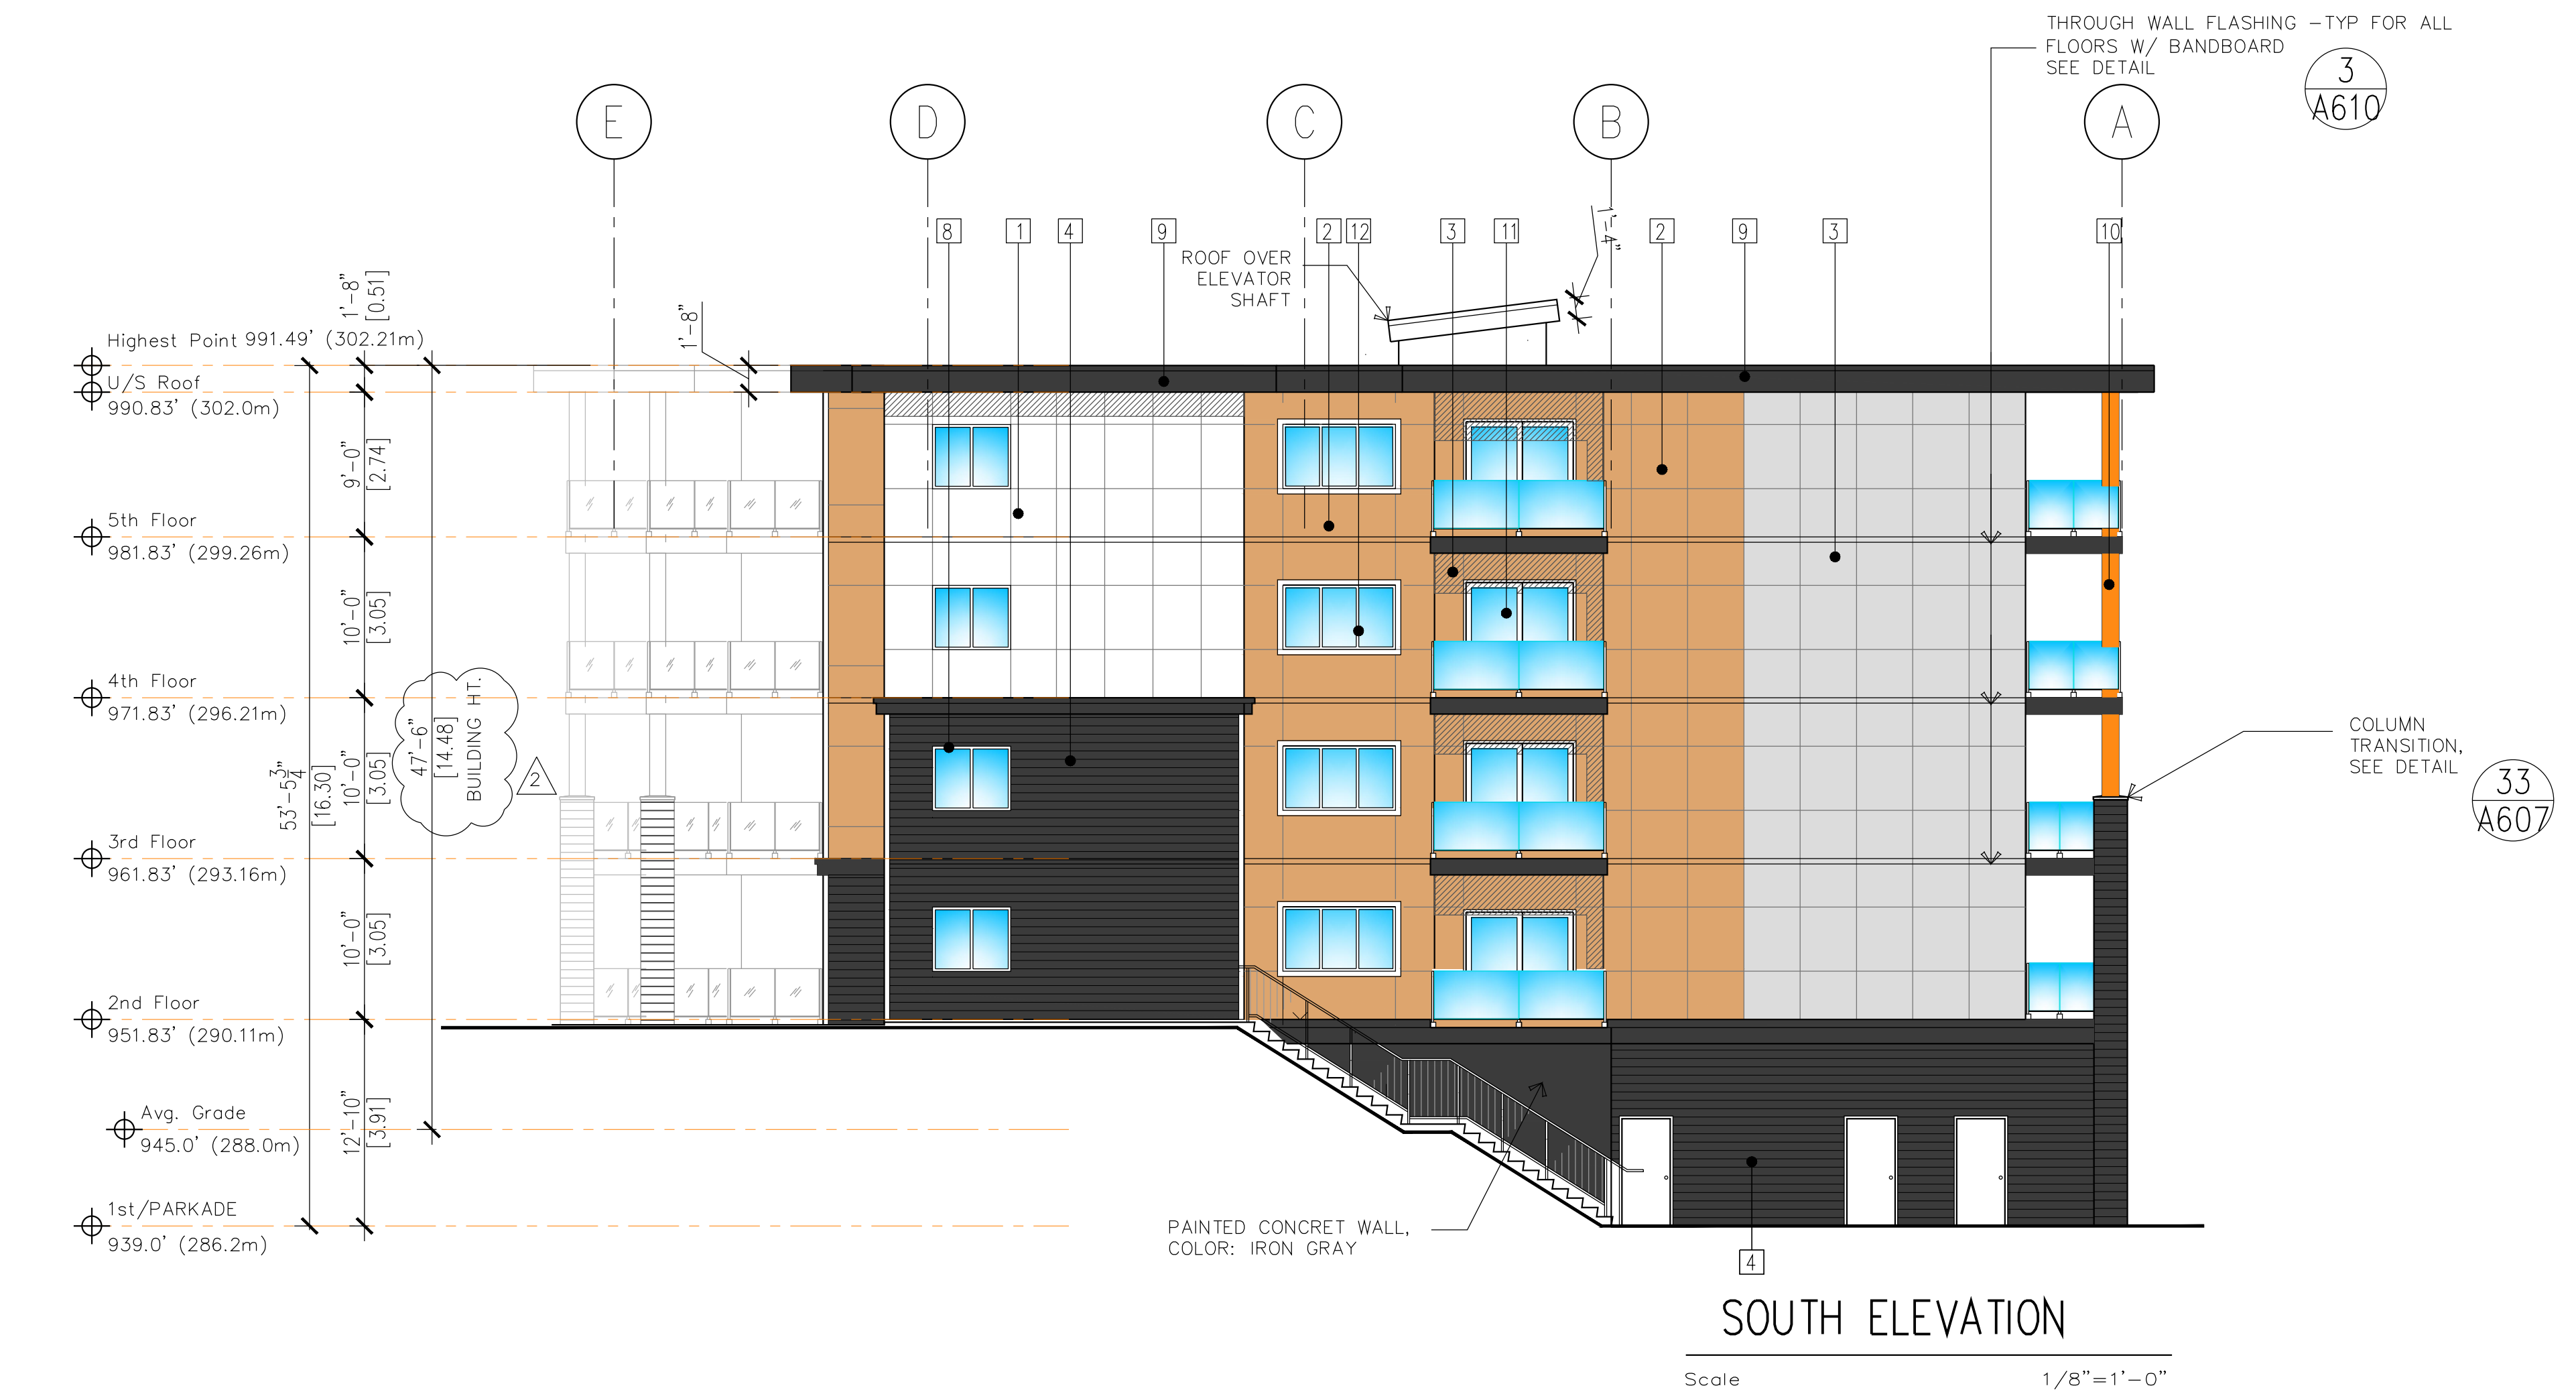 THROUGH WALL FLASHING -TYP FOR ALL
FLOORS W/ BANDBOARD
SEE DETAIL
3
A610
E
D
C
B
A
8
1
4
9
2
12
3
11
2
9
3
10
1'-4"
ROOF OVER
ELEVATOR
SHAFT
1'-8"
[0.51]
1'-8"
Highest Point 991.49' (302.21m)
U/S Roof
990.83' (302.0m)
9'-0"
[2.74]
5th Floor
981.83' (299.26m)
10'-0"
[3.05]
4th Floor
971.83' (296.21m)
47'-6"
[14.48]
BUILDING HT.
2
53'-5 3/4"
[16.30]
10'-0"
[3.05]
COLUMN
TRANSITION,
SEE DETAIL
33
A607
3rd Floor
961.83' (293.16m)
10'-0"
[3.05]
2nd Floor
951.83' (290.11m)
12'-10"
[3.91]
Avg. Grade
945.0' (288.0m)
1st/PARKADE
939.0' (286.2m)
PAINTED CONCRET WALL,
COLOR: IRON GRAY
4
SOUTH ELEVATION
Scale 1/8"=1'-0"